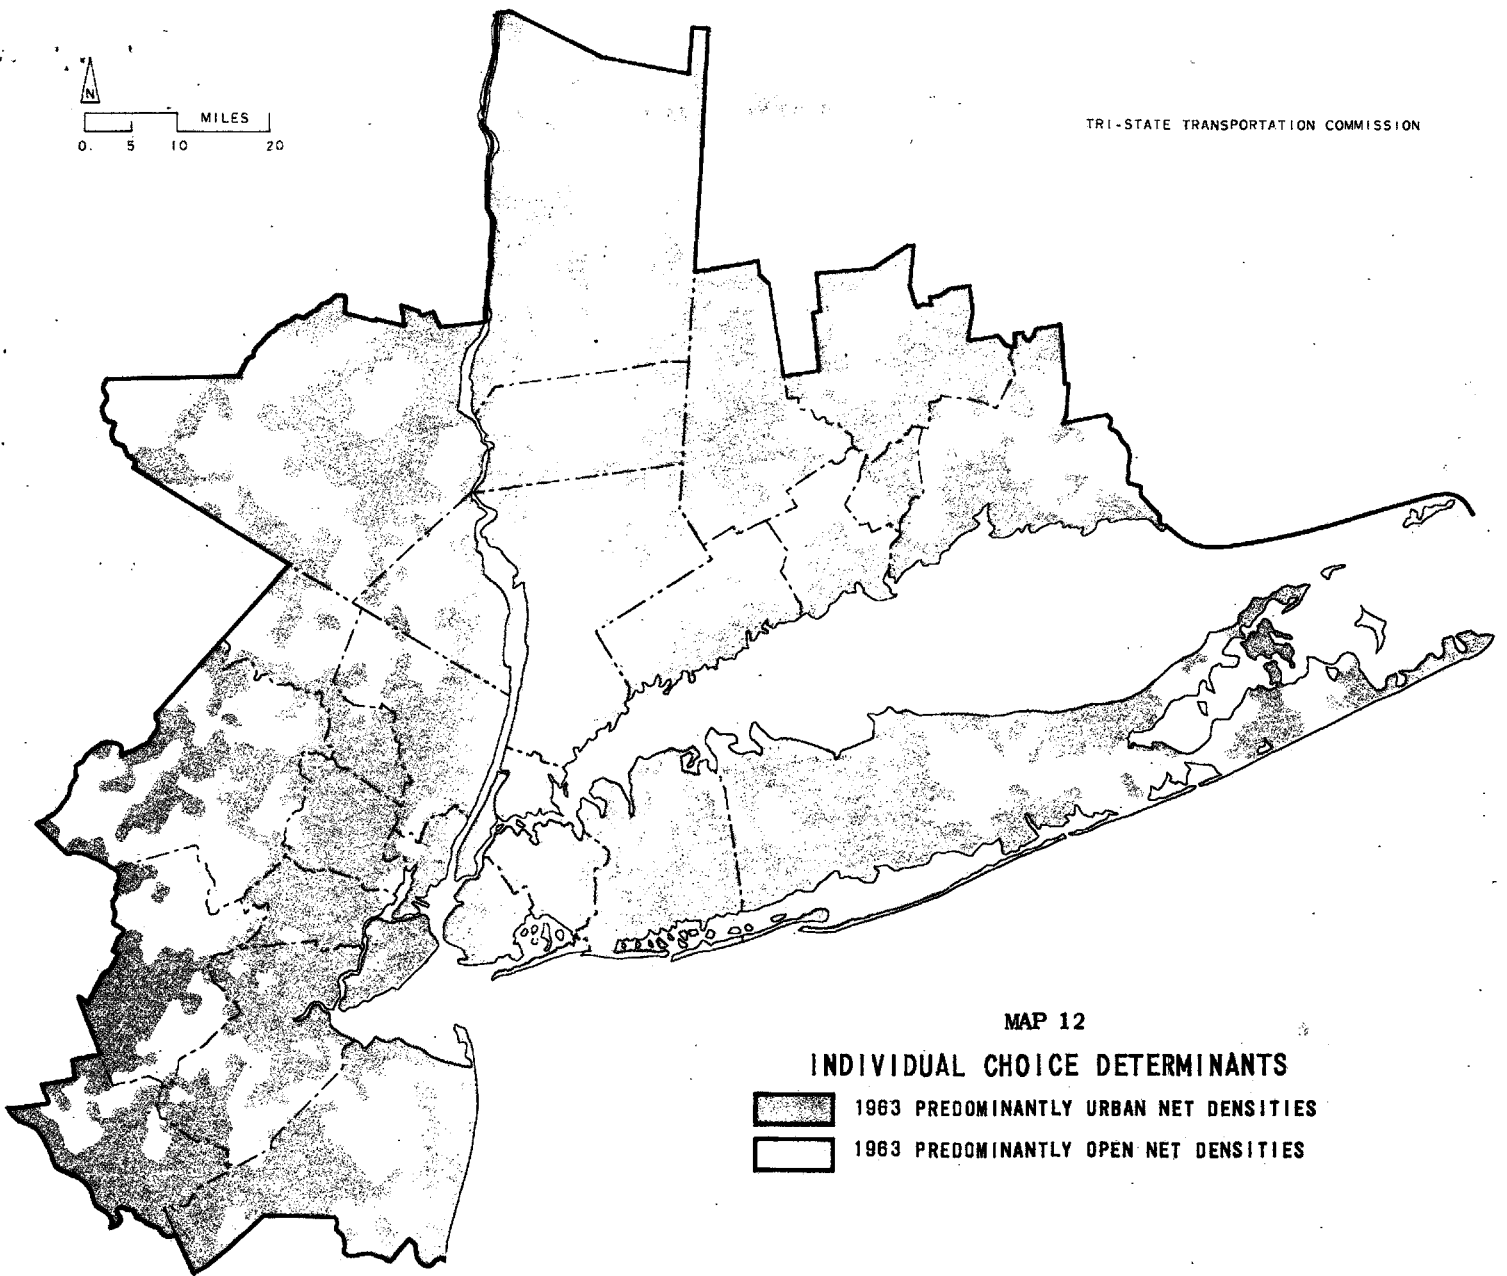 N
MILES
0. 5 10 20
TRI-STATE TRANSPORTATION COMMISSION
MAP 12
INDIVIDUAL CHOICE DETERMINANTS
1963 PREDOMINANTLY URBAN NET DENSITIES
1963 PREDOMINANTLY OPEN NET DENSITIES